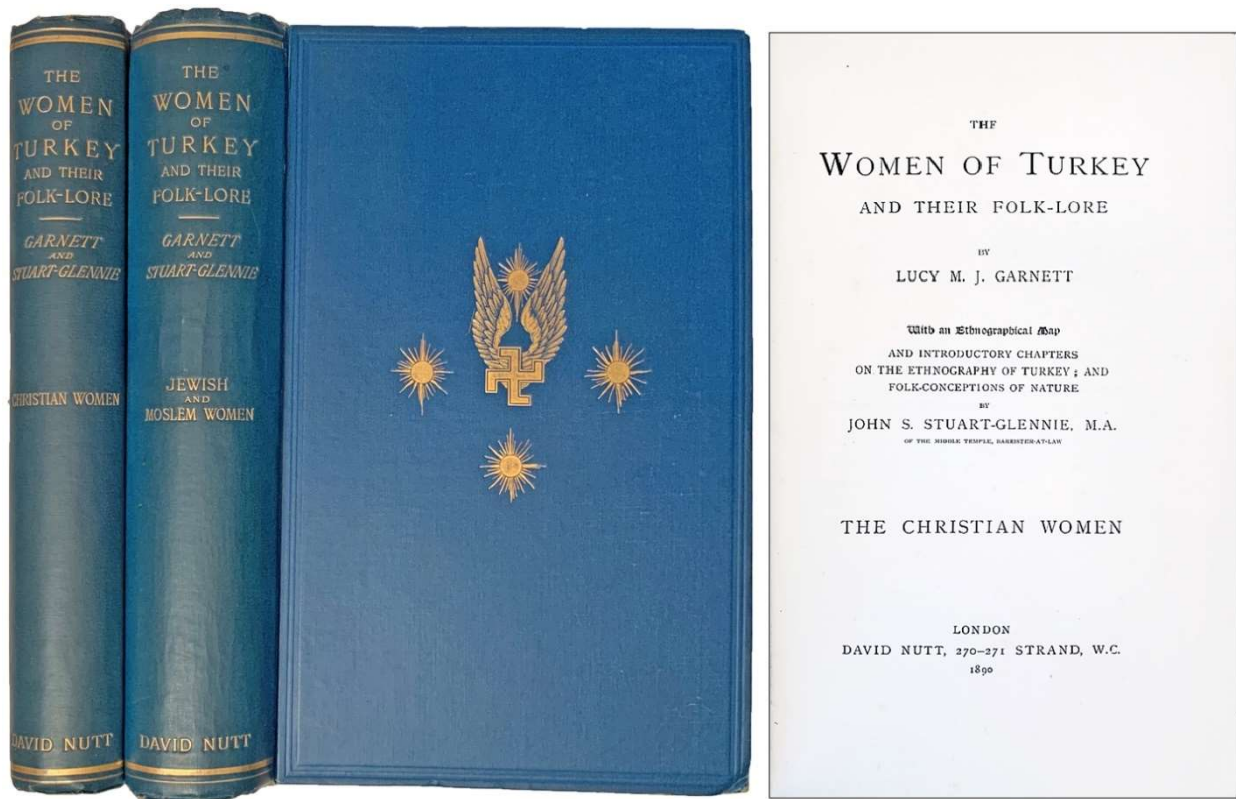 THE
WOMEN
OF
TURKEY
AND THEIR
FOLK-LORE
GARNETT
AND
STUART-GLENNIE
CHRISTIAN WOMEN
DAVID NUTT
THE
WOMEN
OF
TURKEY
AND THEIR
FOLK-LORE
GARNETT
AND
STUART-GLENNIE
JEWISH
AND
MOSLEM WOMEN
DAVID NUTT
THE
WOMEN OF TURKEY
AND THEIR FOLK-LORE
BY
LUCY M. J. GARNETT
With an Ethnographical Map
AND INTRODUCTORY CHAPTERS
ON THE ETHNOGRAPHY OF TURKEY; AND
FOLK-CONCEPTIONS OF NATURE
BY
JOHN S. STUART-GLENNIE, M.A.
OF THE MIDDLE TEMPLE, BARRISTER-AT-LAW
THE CHRISTIAN WOMEN
LONDON
DAVID NUTT, 270–271 STRAND, W.C.
1890